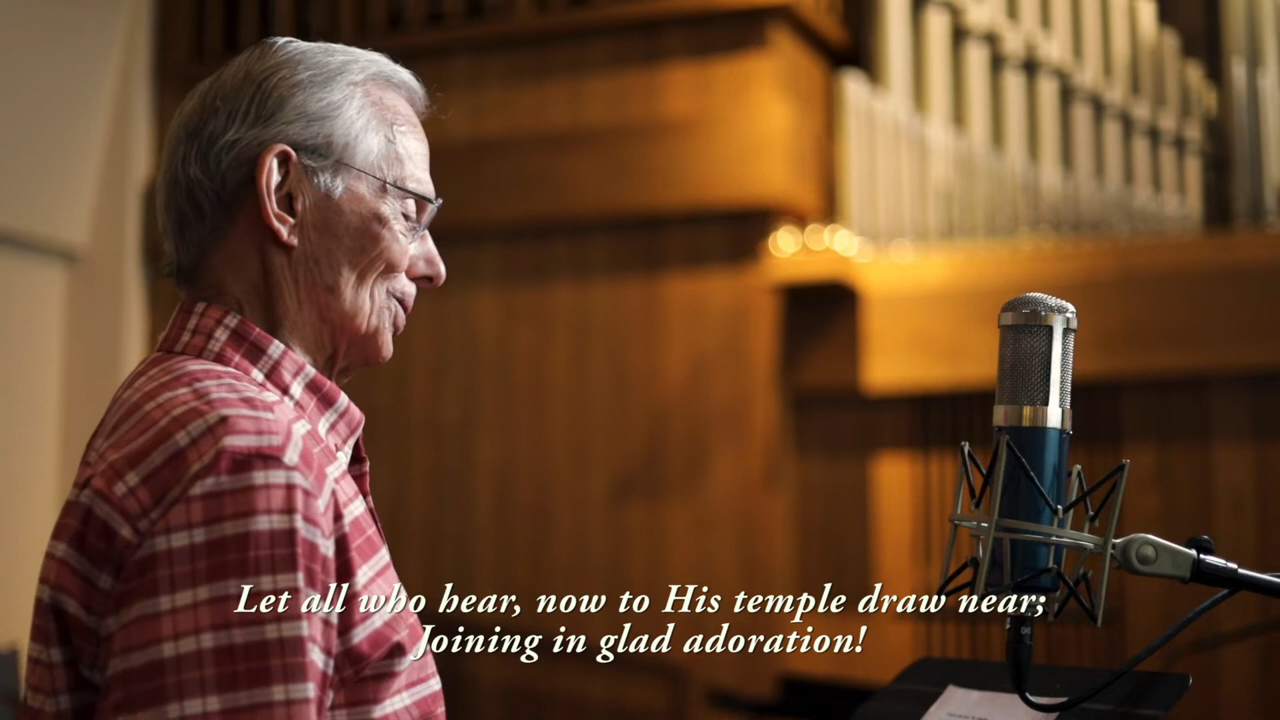 Let all who hear, now to His temple draw near;
Joining in glad adoration!